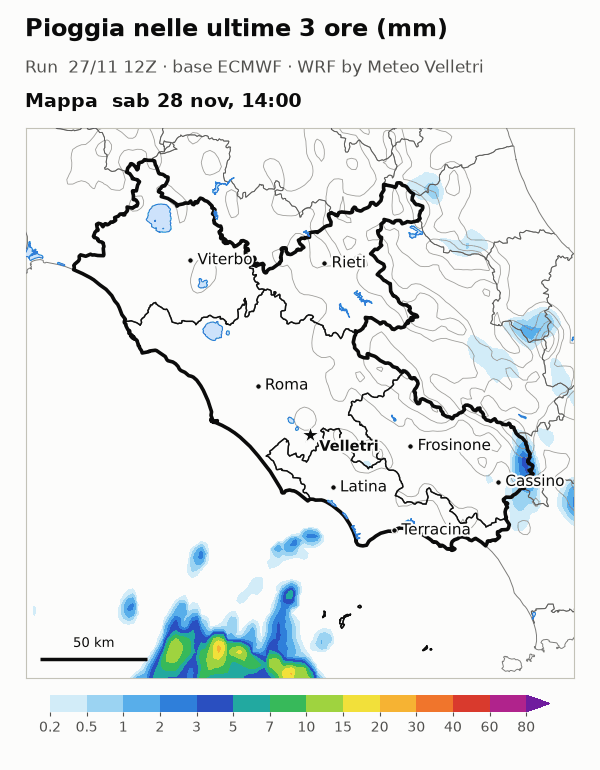 Pioggia nelle ultime 3 ore (mm)
Run  27/11 12Z · base ECMWF · WRF by Meteo Velletri
Mappa  sab 28 nov, 14:00
Viterbo
Rieti
Roma
Velletri
Frosinone
Cassino
Latina
Terracina
50 km
0.2 0.5 1 2 3 5 7 10 15 20 30 40 60 80